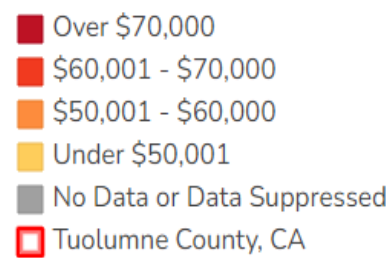 Over $70,000
$60,001 - $70,000
$50,001 - $60,000
Under $50,001
No Data or Data Suppressed
Tuolumne County, CA